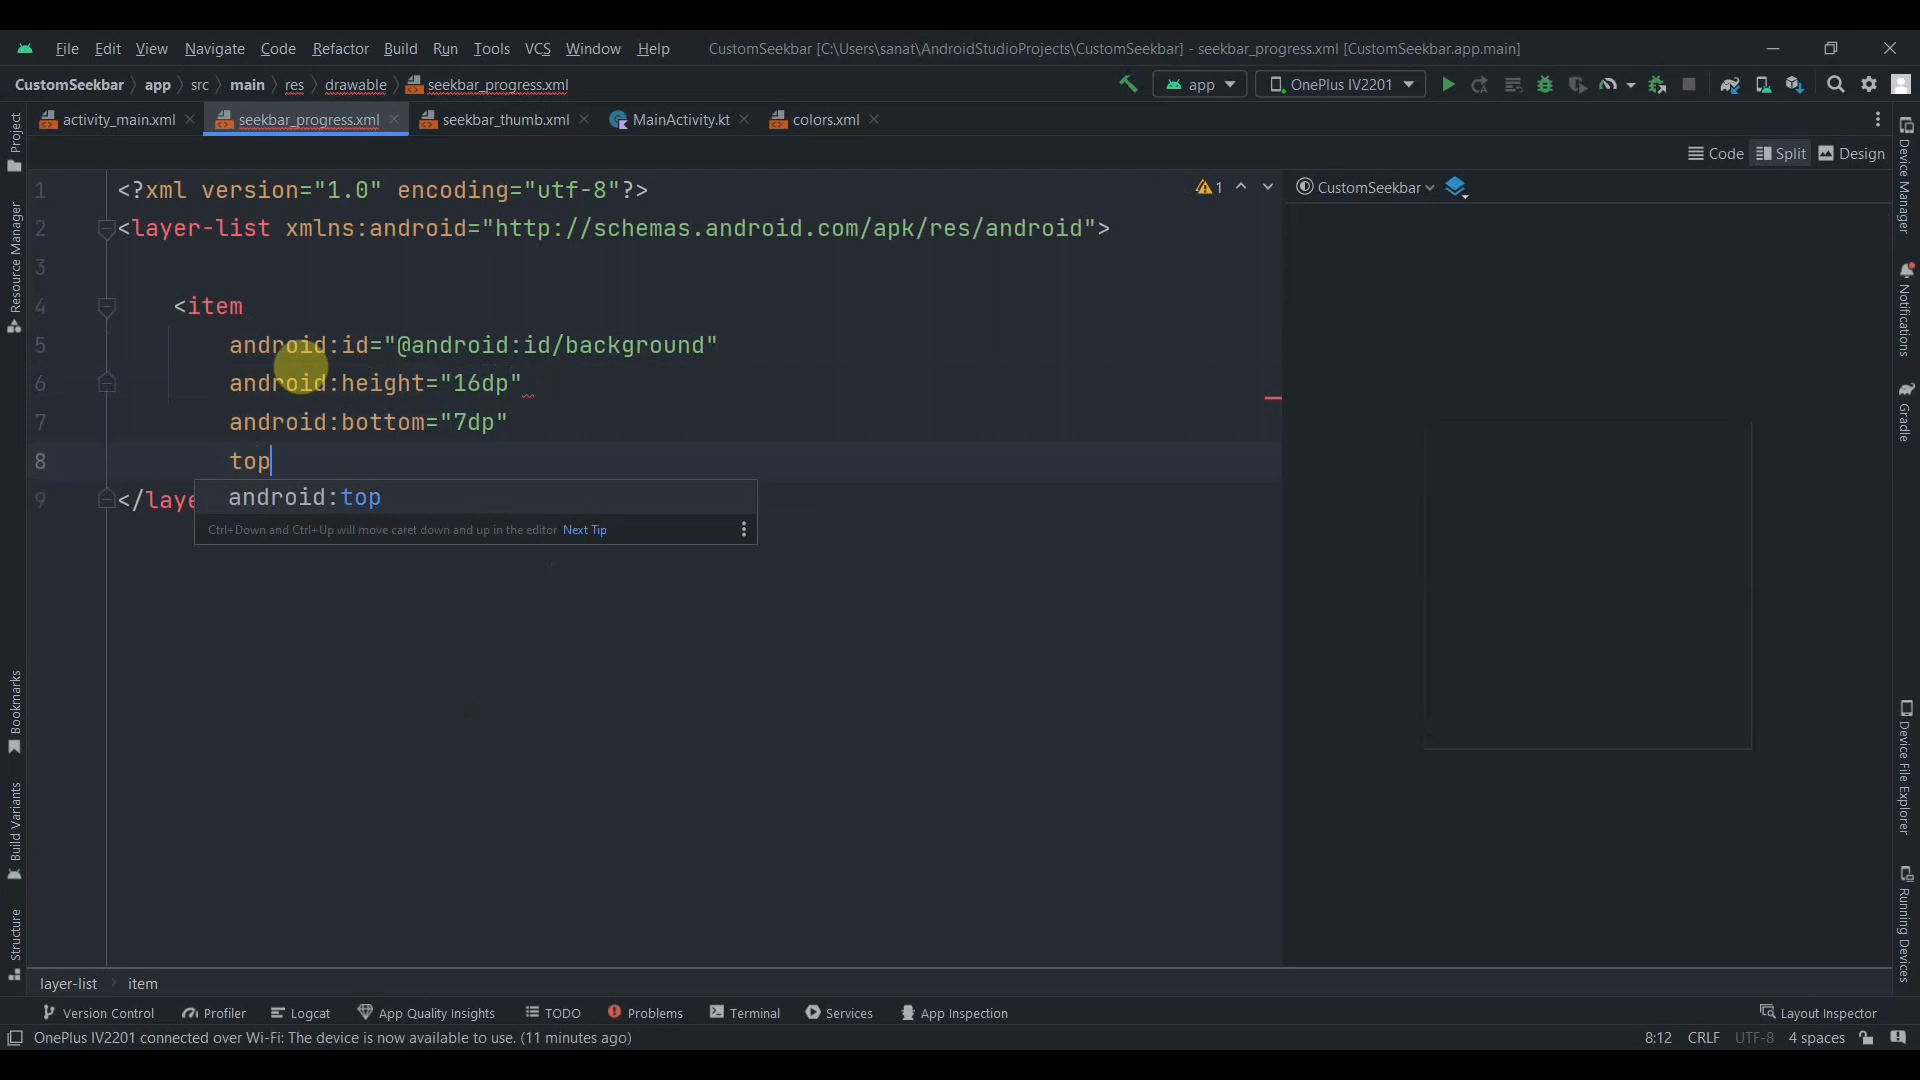 File Edit View Navigate Code Refactor Build Run Tools VCS Window Help CustomSeekbar [C:\Users\sanat\AndroidStudioProjects\CustomSeekbar] - seekbar_progress.xml [CustomSeekbar.app.main]
CustomSeekbar app src main res drawable seekbar_progress.xml app OnePlus IV2201
activity_main.xml seekbar_progress.xml seekbar_thumb.xml MainActivity.kt colors.xml
Code Split Design
1 <?xml version="1.0" encoding="utf-8"?> 1 CustomSeekbar
2 <layer-list xmlns:android="http://schemas.android.com/apk/res/android">
3
4 <item
5 android:id="@android:id/background"
6 android:height="16dp"
7 android:bottom="7dp"
8 top
9 </laye
android:top
Ctrl+Down and Ctrl+Up will move caret down and up in the editor Next Tip
Project
Resource Manager
Bookmarks
Build Variants
Structure
Device Manager
Notifications
Gradle
Device File Explorer
Running Devices
layer-list item
Version Control Profiler Logcat App Quality Insights TODO Problems Terminal Services App Inspection Layout Inspector
OnePlus IV2201 connected over Wi-Fi: The device is now available to use. (11 minutes ago) 8:12 CRLF UTF-8 4 spaces